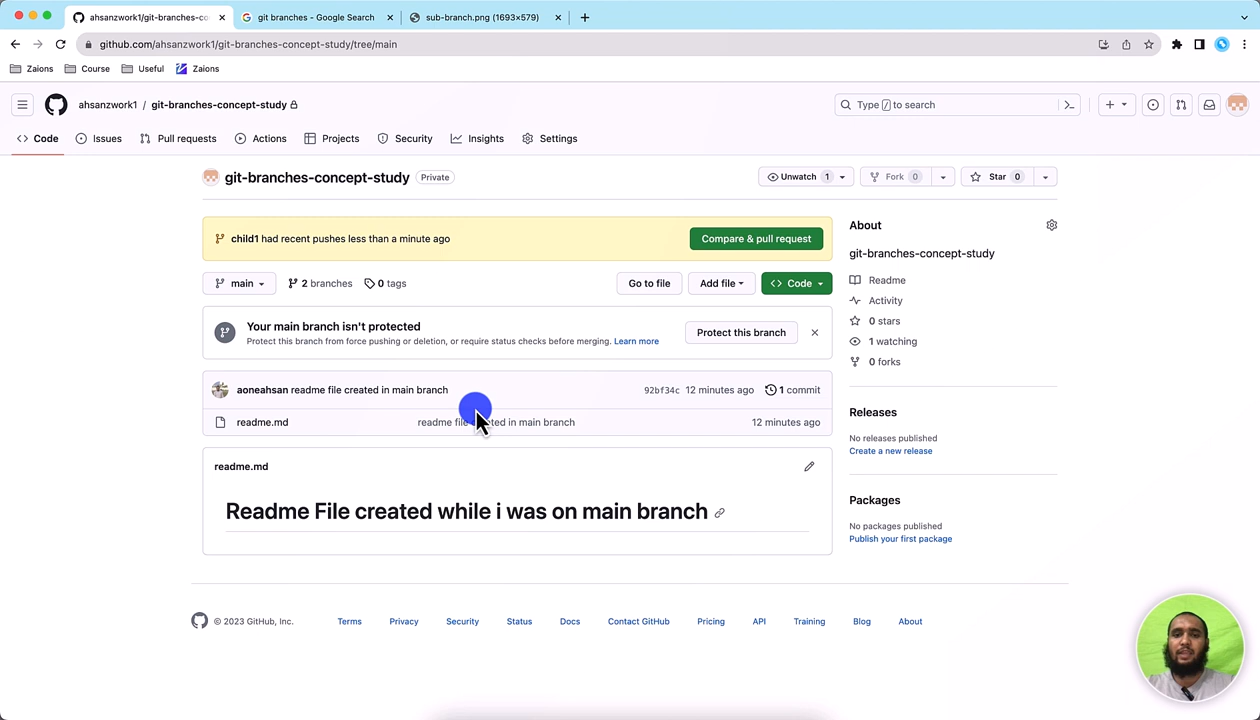 ahsanzwork1/git-branches-co
git branches - Google Search
sub-branch.png (1693×579)
github.com/ahsanzwork1/git-branches-concept-study/tree/main
Zaions
Course
Useful
Zaions
ahsanzwork1 / git-branches-concept-study
Type / to search
Code
Issues
Pull requests
Actions
Projects
Security
Insights
Settings
git-branches-concept-study Private
Unwatch 1
Fork 0
Star 0
child1 had recent pushes less than a minute ago
Compare & pull request
main
2 branches
0 tags
Go to file
Add file
Code
Your main branch isn't protected
Protect this branch from force pushing or deletion, or require status checks before merging. Learn more
Protect this branch
aoneahsan readme file created in main branch
92bf34c 12 minutes ago
1 commit
readme.md
readme file in main branch
12 minutes ago
readme.md
Readme File created while i was on main branch
About
git-branches-concept-study
Readme
Activity
0 stars
1 watching
0 forks
Releases
No releases published
Create a new release
Packages
No packages published
Publish your first package
© 2023 GitHub, Inc.
Terms
Privacy
Security
Status
Docs
Contact GitHub
Pricing
API
Training
Blog
About